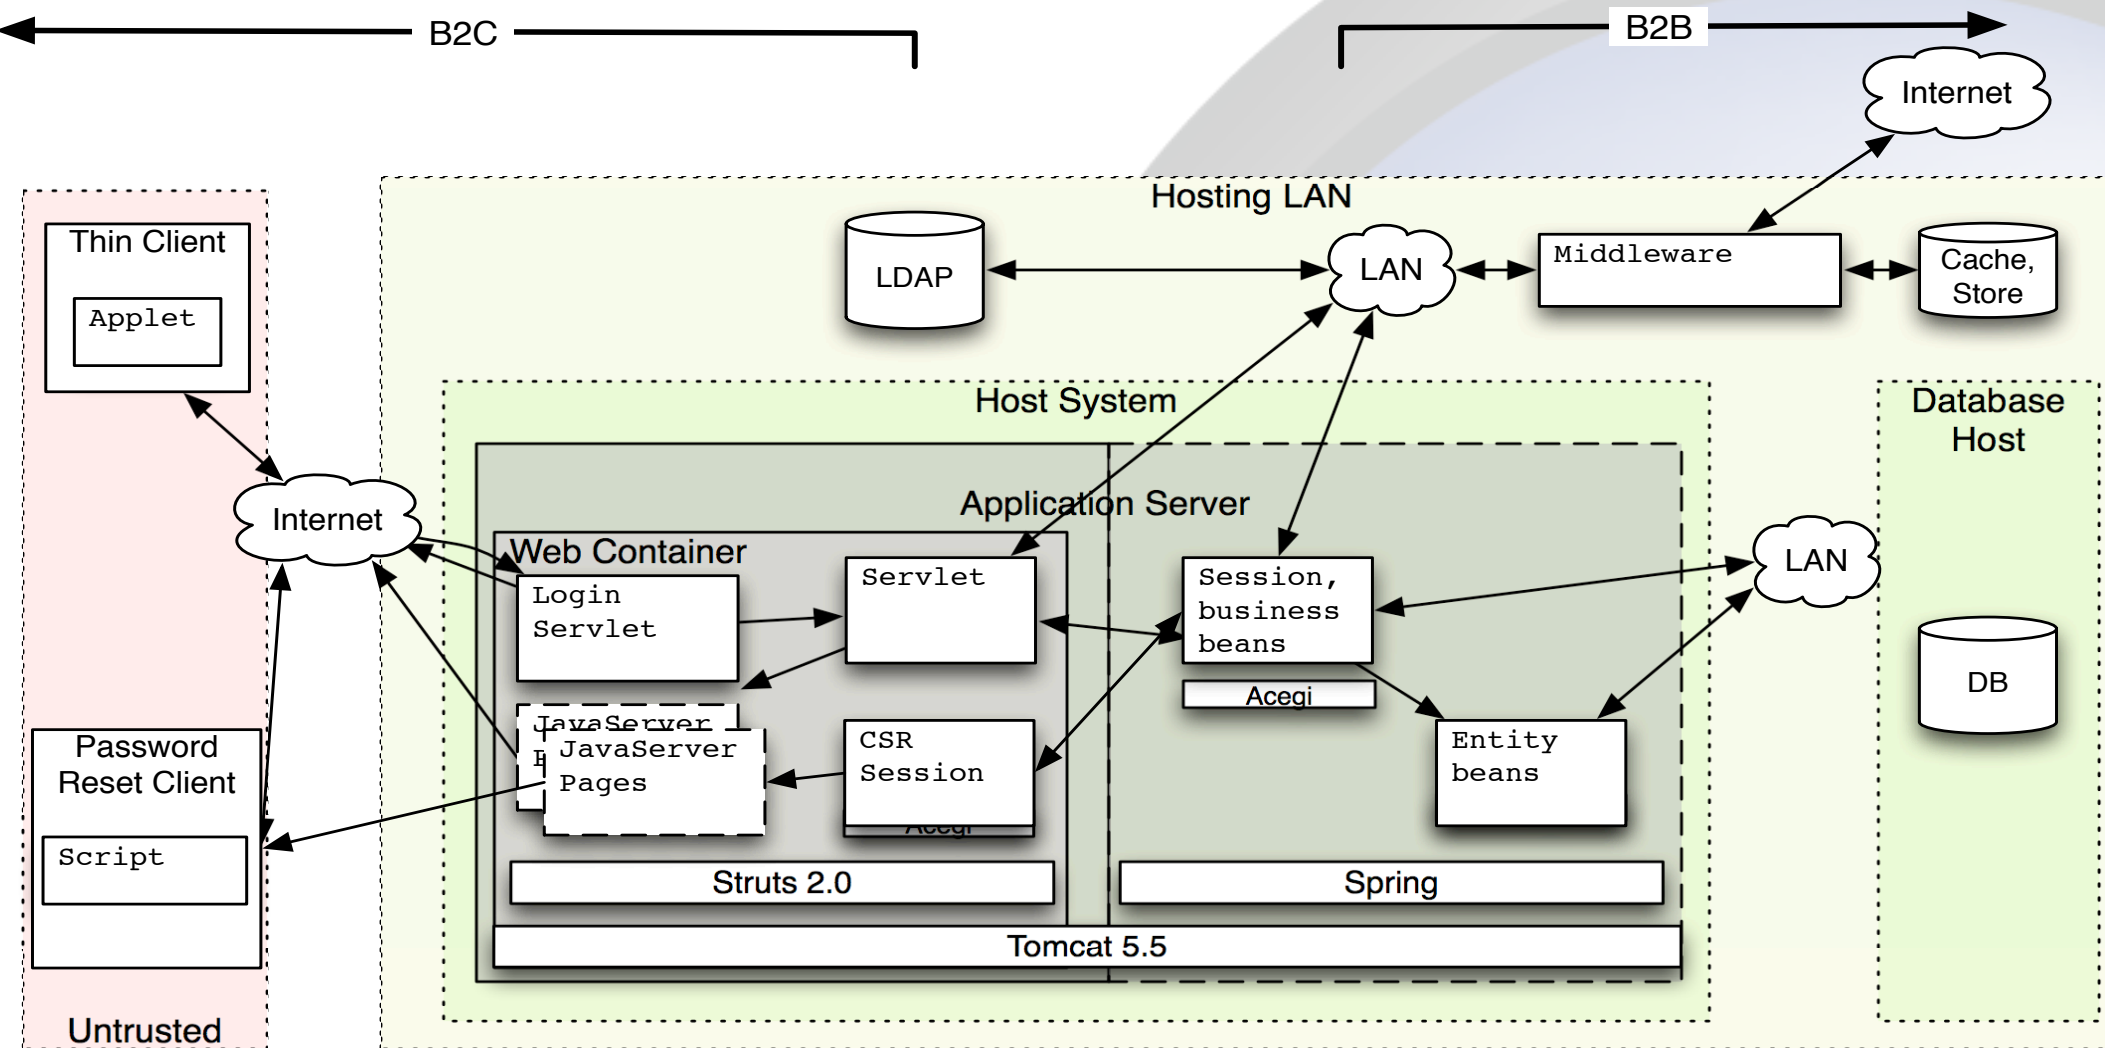 B2C
B2B
Internet
Hosting LAN
Thin Client
Applet
LDAP
LAN
Middleware
Cache,
Store
Host System
Database
Host
Application Server
Internet
Web Container
Login
Servlet
Servlet
Session,
business
beans
LAN
Acegi
DB
JavaServer
JavaServer
Pages
CSR
Session
Acegi
Entity
beans
Password
Reset Client
Script
Struts 2.0
Spring
Tomcat 5.5
Untrusted